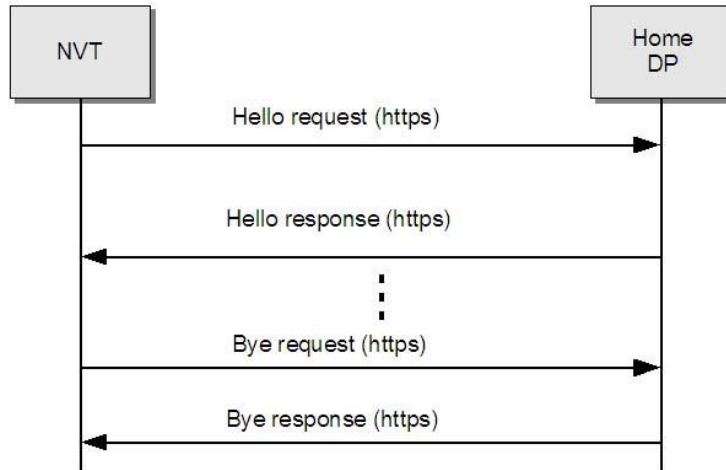 NVT
Home
DP
Hello request (https)
Hello response (https)
Bye request (https)
Bye response (https)